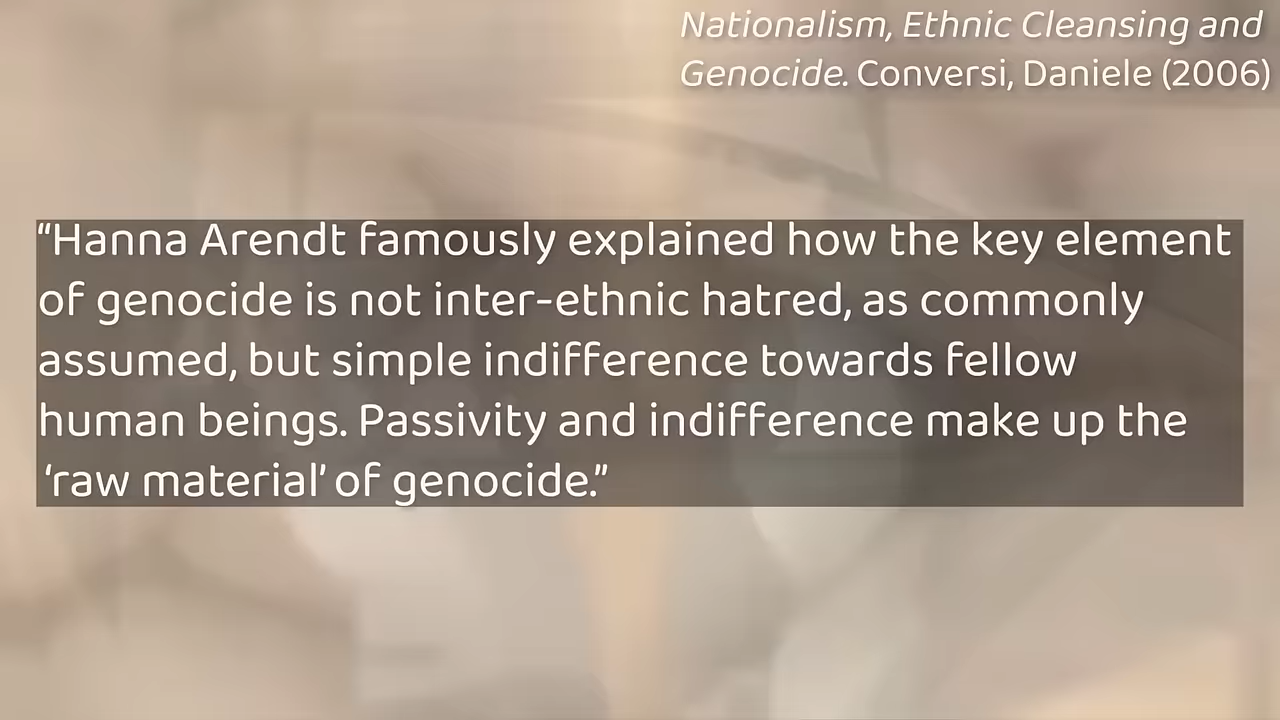 Nationalism, Ethnic Cleansing and
Genocide. Conversi, Daniele (2006)
“Hanna Arendt famously explained how the key element
of genocide is not inter-ethnic hatred, as commonly
assumed, but simple indifference towards fellow
human beings. Passivity and indifference make up the
‘raw material’ of genocide.”